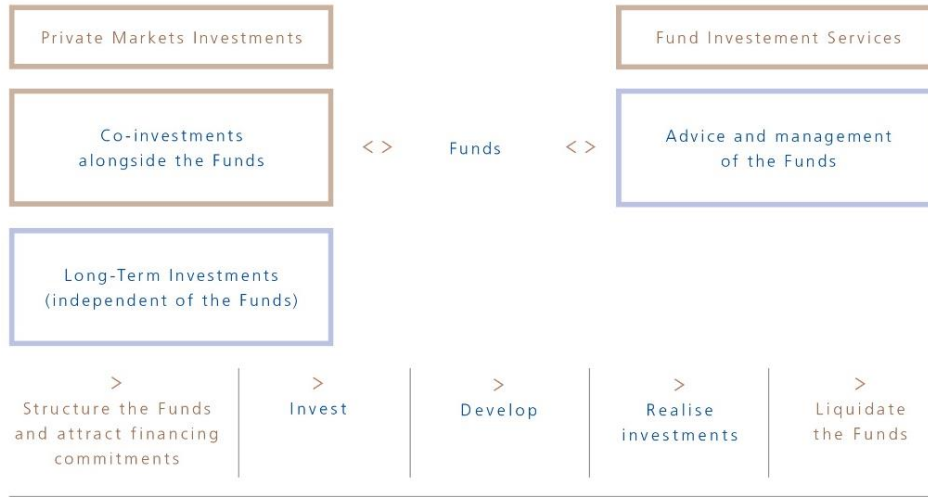 Private Markets Investments
Fund Investement Services
Co-investments
alongside the Funds
< >
Funds
< >
Advice and management
of the Funds
Long-Term Investments
(independent of the Funds)
>
Structure the Funds
and attract financing
commitments
>
Invest
>
Develop
>
Realise
investments
>
Liquidate
the Funds